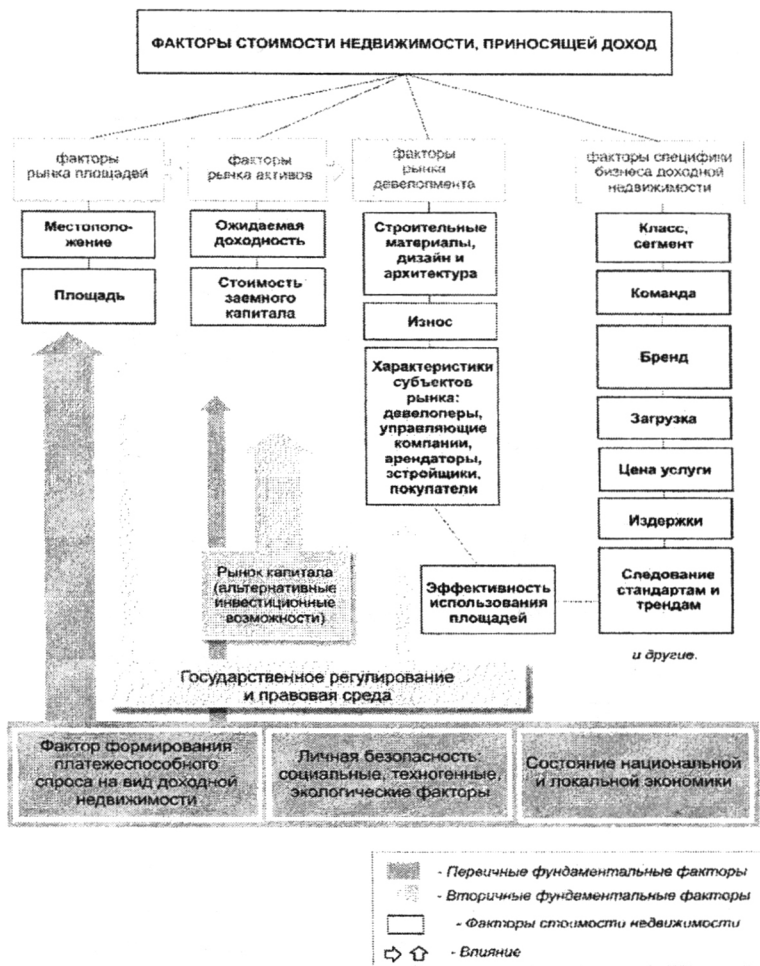 ФАКТОРЫ СТОИМОСТИ НЕДВИЖИМОСТИ, ПРИНОСЯЩЕЙ ДОХОД
факторы
рынка площадей
факторы
рынка активов
факторы
рынка
девелопмента
факторы специфики
бизнеса доходной
надвижимости
Местополо-
жение
Площадь
Ожидаемая
доходность
Стоимость
заемного
капитала
Строительные
материалы,
дизайн и
архитектура
Износ
Характеристики
субъектов
рынка:
девелоперы,
управляющие
компании,
арендаторы,
зстройщики,
покупатели
Класс,
сегмент
Команда
Бренд
Загрузка
Цена услуги
Издержки
Следование
стандартам и
трендам
Эффективность
использования
площадей
и другие.
Рынок капитала
(альтернативные
инвестиционные
возможности)
Государственное регулирование
и правовая среда
Фактор формирования
платежеспособного
спроса на вид доходной
недвижимости
Личная безопасность:
социальные, техногенные,
экологические факторы
Состояние национальной
и локальной экономики
- Первичные фундаментальные факторы
- Вторичные фундаментальные факторы
- Факторы стоимости недвижимости
- Влияние